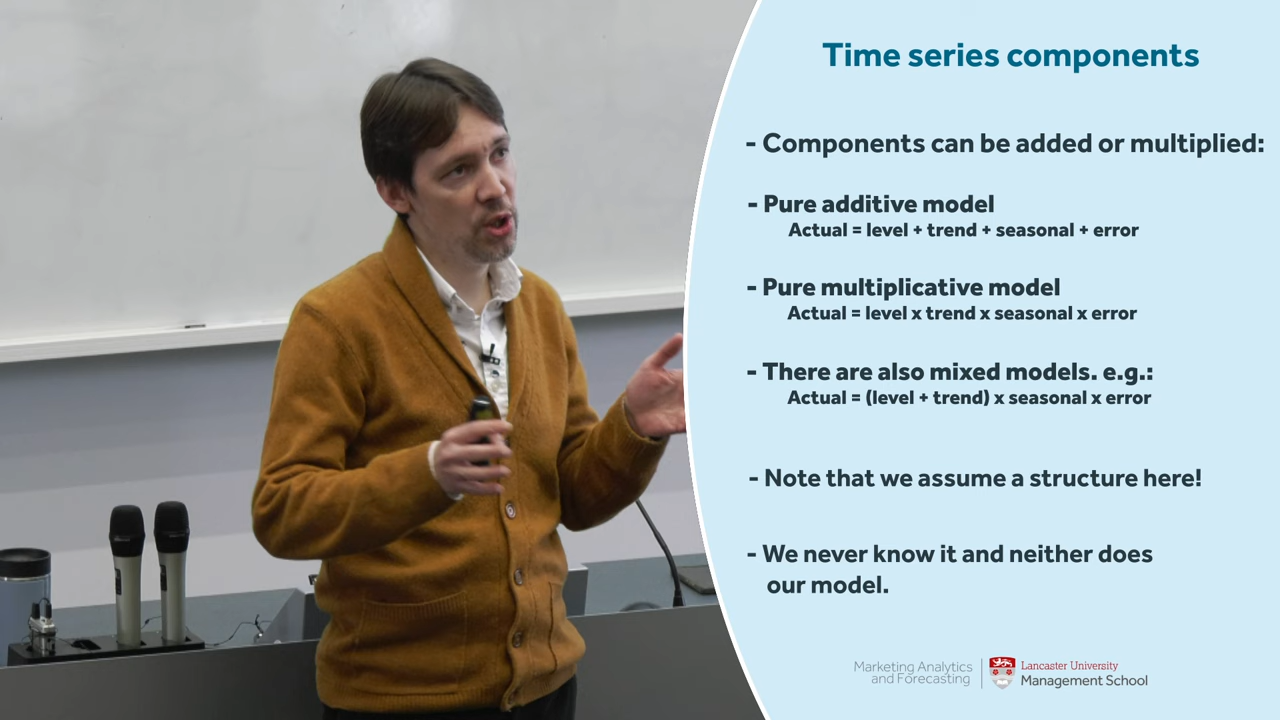 Time series components
- Components can be added or multiplied:
- Pure additive model
Actual = level + trend + seasonal + error
- Pure multiplicative model
Actual = level x trend x seasonal x error
- There are also mixed models. e.g.:
Actual = (level + trend) x seasonal x error
- Note that we assume a structure here!
- We never know it and neither does
our model.
Marketing Analytics
and Forecasting
Lancaster University
Management School